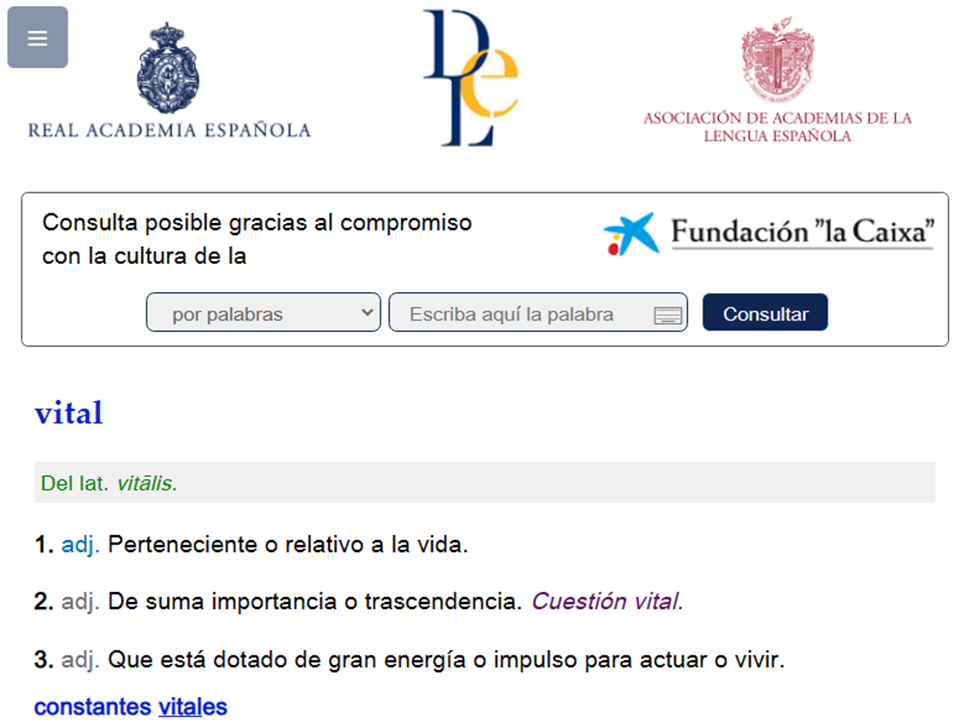 REAL ACADEMIA ESPAÑOLA
DLe
ASOCIACIÓN DE ACADEMIAS DE LA
LENGUA ESPAÑOLA
Consulta posible gracias al compromiso
con la cultura de la
Fundación "la Caixa"
por palabras
Escriba aquí la palabra
Consultar
vital
Del lat. vitālis.
1. adj. Perteneciente o relativo a la vida.
2. adj. De suma importancia o trascendencia. Cuestión vital.
3. adj. Que está dotado de gran energía o impulso para actuar o vivir.
constantes vitales